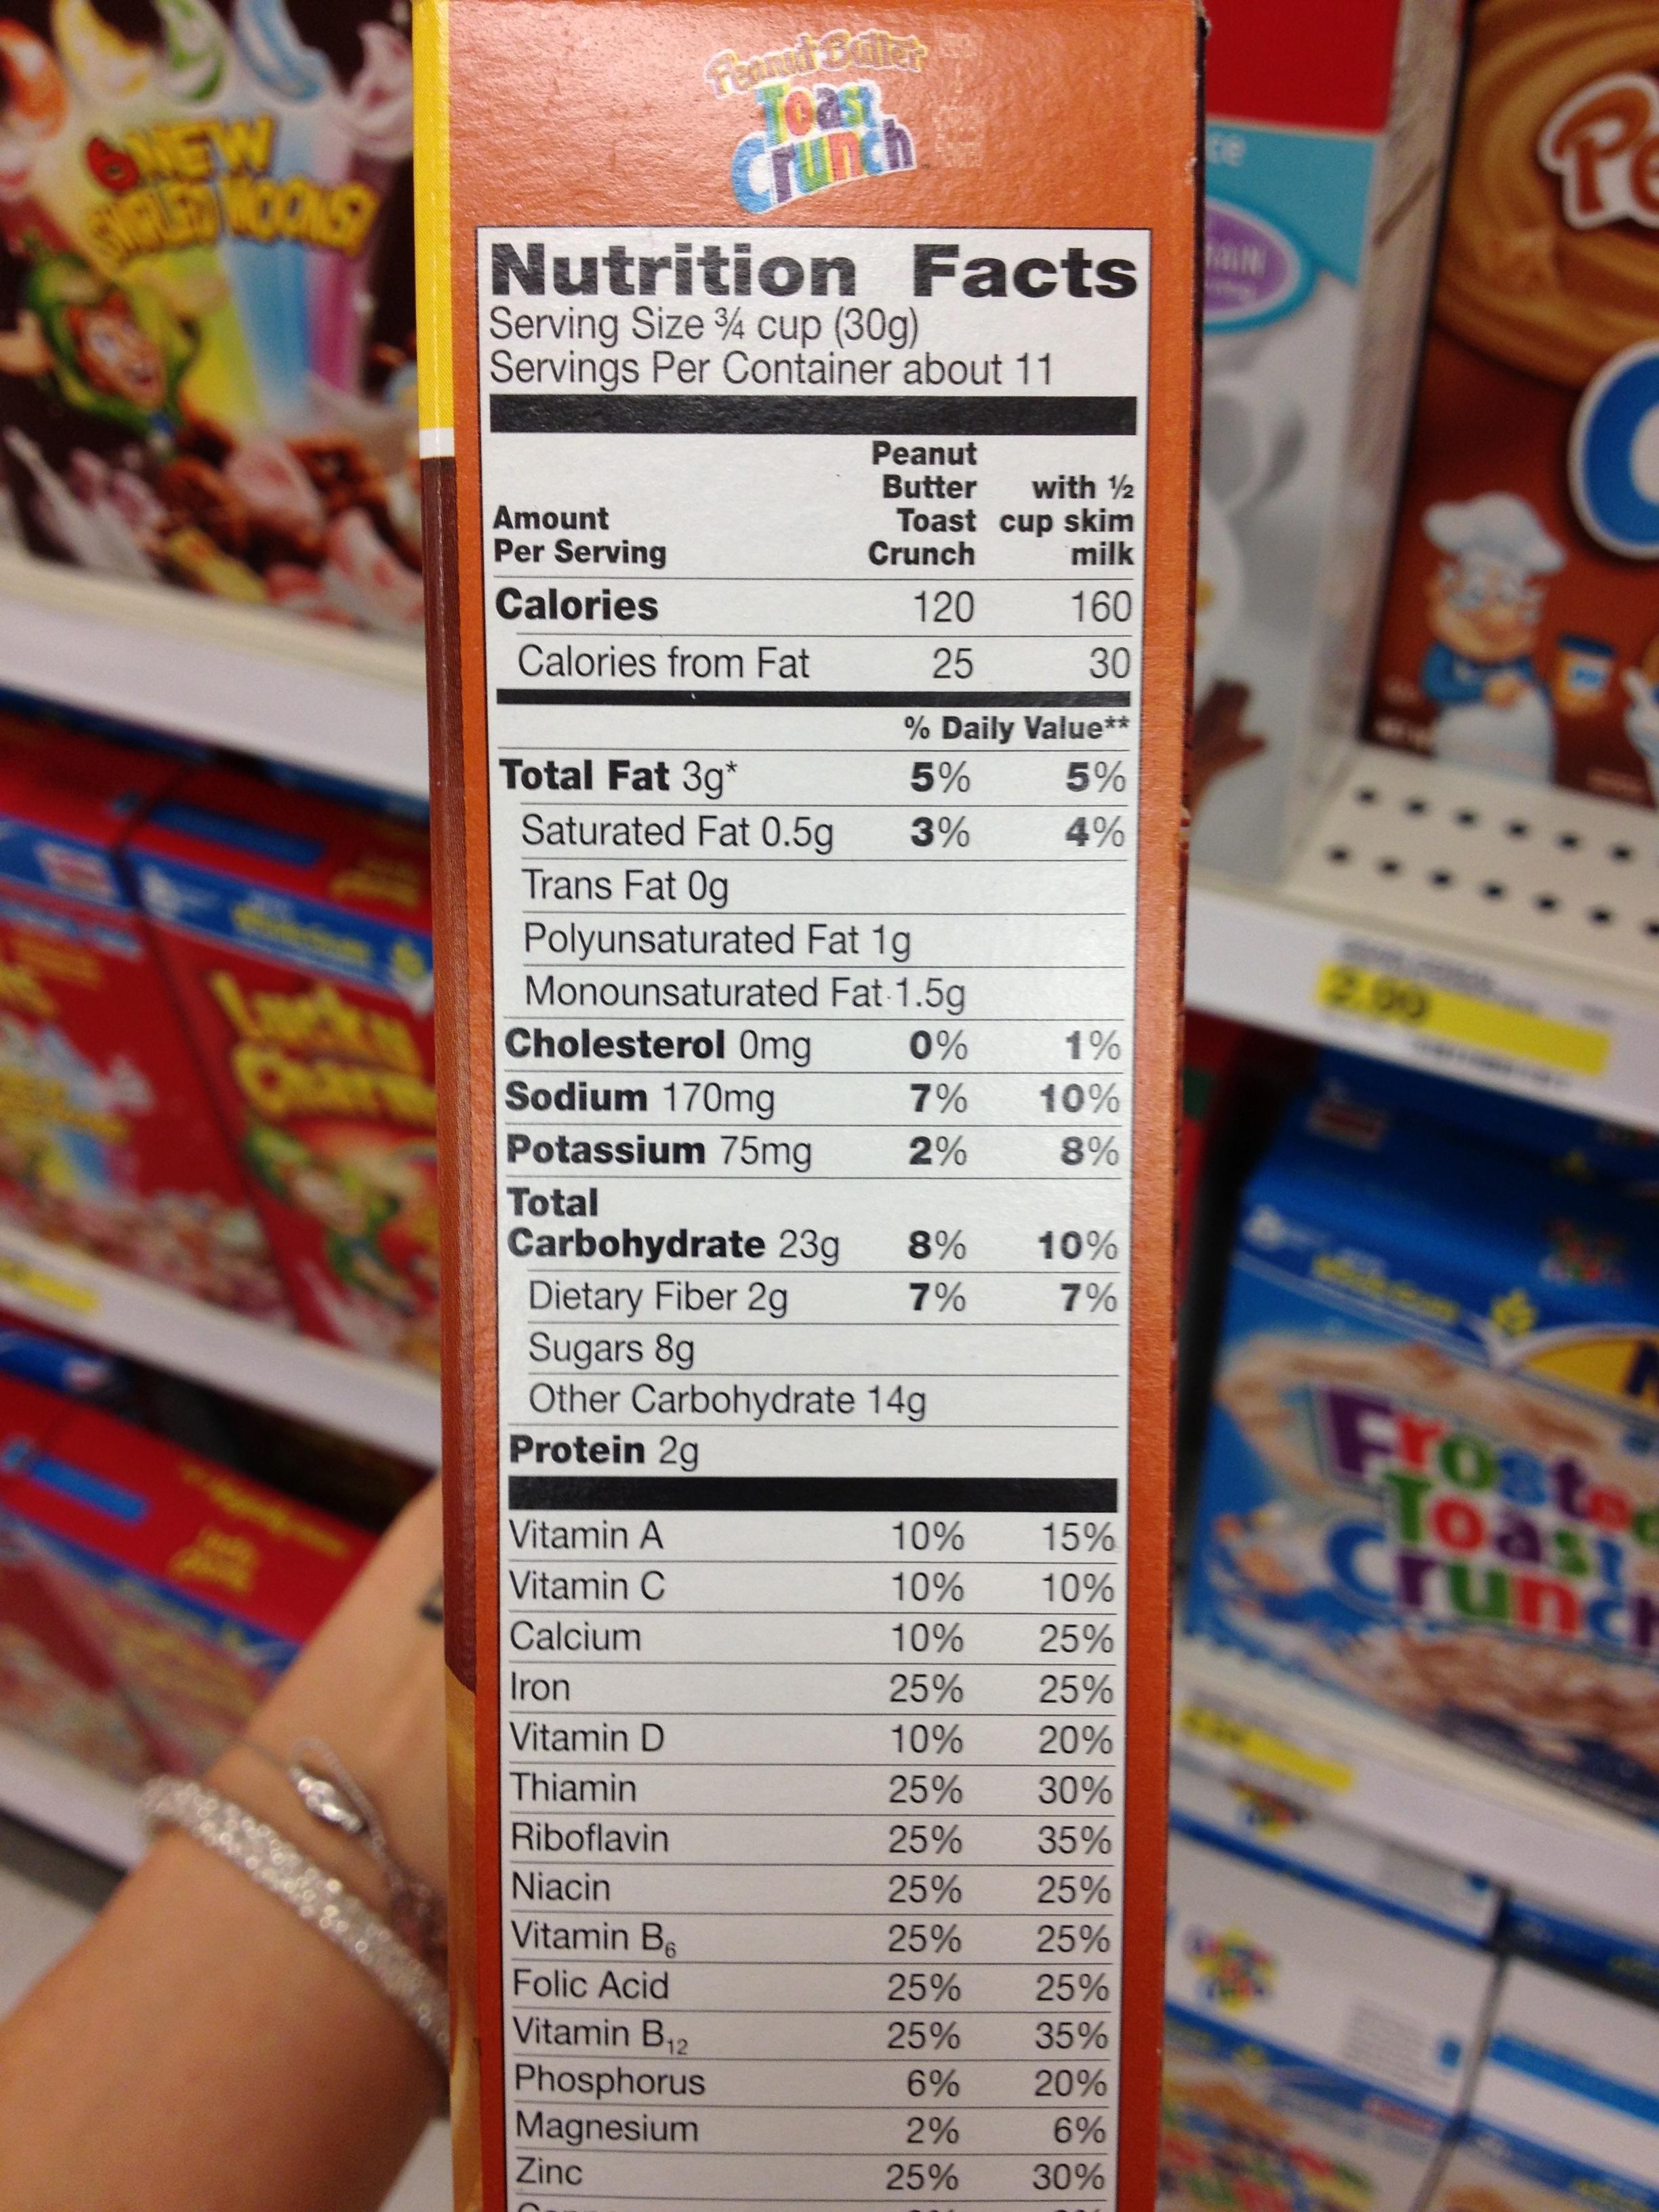 6 NEW
SWIRLED MOONS!
Peanut Butter
Toast
Crunch
Nutrition Facts
Serving Size ¾ cup (30g)
Servings Per Container about 11
Amount Per Serving Peanut Butter Toast Crunch with ½ cup skim milk
Calories 120 160
Calories from Fat 25 30
% Daily Value**
Total Fat 3g* 5% 5%
Saturated Fat 0.5g 3% 4%
Trans Fat 0g
Polyunsaturated Fat 1g
Monounsaturated Fat 1.5g
Cholesterol 0mg 0% 1%
Sodium 170mg 7% 10%
Potassium 75mg 2% 8%
Total
Carbohydrate 23g 8% 10%
Dietary Fiber 2g 7% 7%
Sugars 8g
Other Carbohydrate 14g
Protein 2g
Vitamin A 10% 15%
Vitamin C 10% 10%
Calcium 10% 25%
Iron 25% 25%
Vitamin D 10% 20%
Thiamin 25% 30%
Riboflavin 25% 35%
Niacin 25% 25%
Vitamin B₆ 25% 25%
Folic Acid 25% 25%
Vitamin B₁₂ 25% 35%
Phosphorus 6% 20%
Magnesium 2% 6%
Zinc 25% 30%
Lucky
Charms
2.99
Frosted
Toast
Crunch